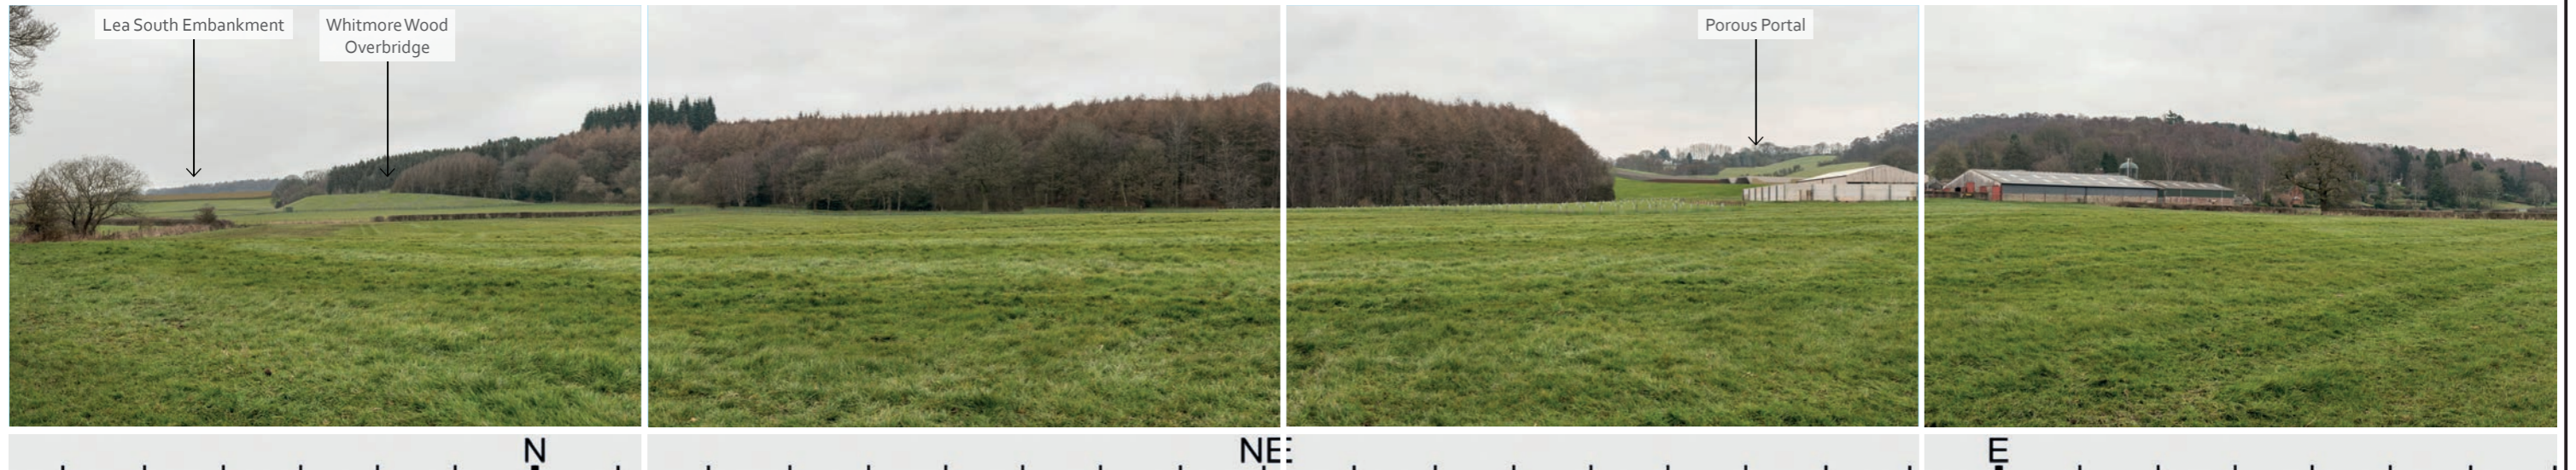 Lea South Embankment
Whitmore Wood
Overbridge
Porous Portal
N
NE
E